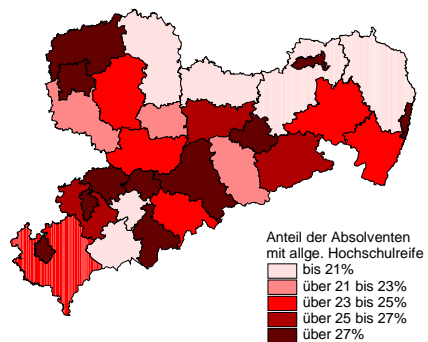 Anteil der Absolventen
mit allge. Hochschulreife
bis 21%
über 21 bis 23%
über 23 bis 25%
über 25 bis 27%
über 27%